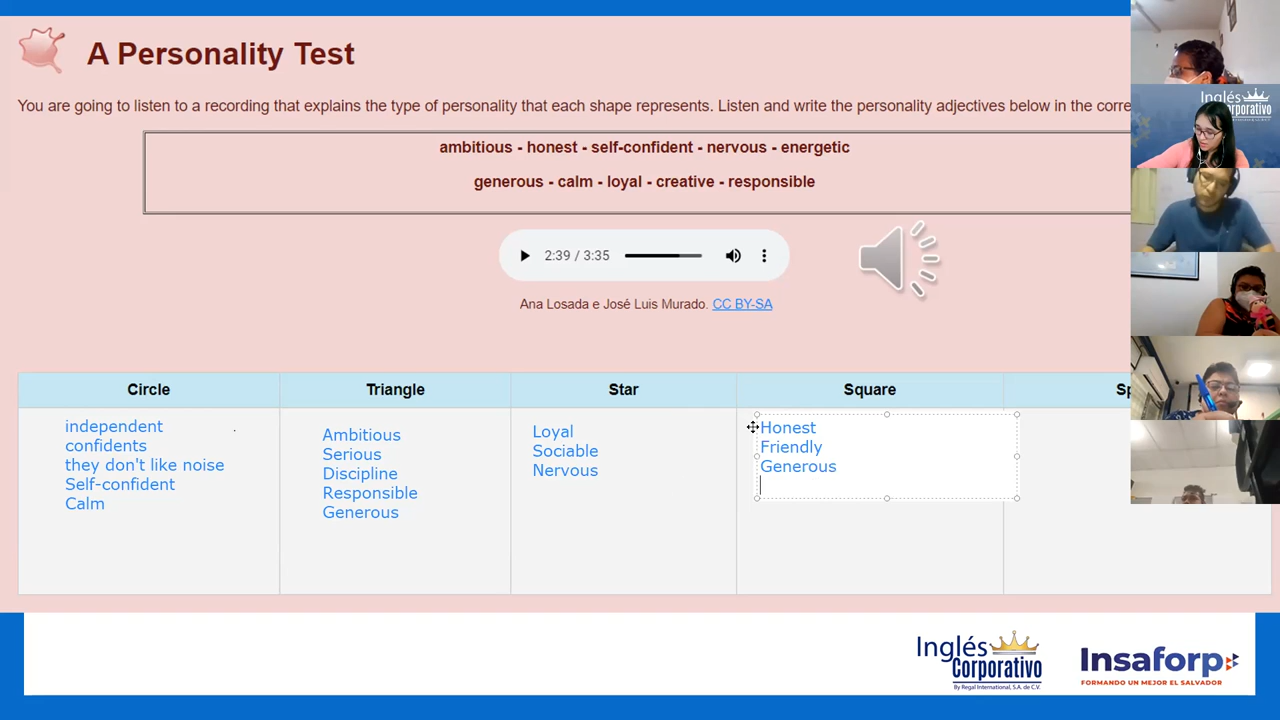 A Personality Test
You are going to listen to a recording that explains the type of personality that each shape represents. Listen and write the personality adjectives below in the
ambitious - honest - self-confident - nervous - energetic
generous - calm - loyal - creative - responsible
2:39 / 3:35
Ana Losada e José Luis Murado. CC BY-SA
Circle
Triangle
Star
Square
independent
confidents
they don't like noise
Self-confident
Calm
Ambitious
Serious
Discipline
Responsible
Generous
Loyal
Sociable
Nervous
Honest
Friendly
Generous
Inglés
Corporativo
Inglés
Corporativo
By Regal International, S.A. de C.V.
Insaforp
FORMANDO UN MEJOR EL SALVADOR